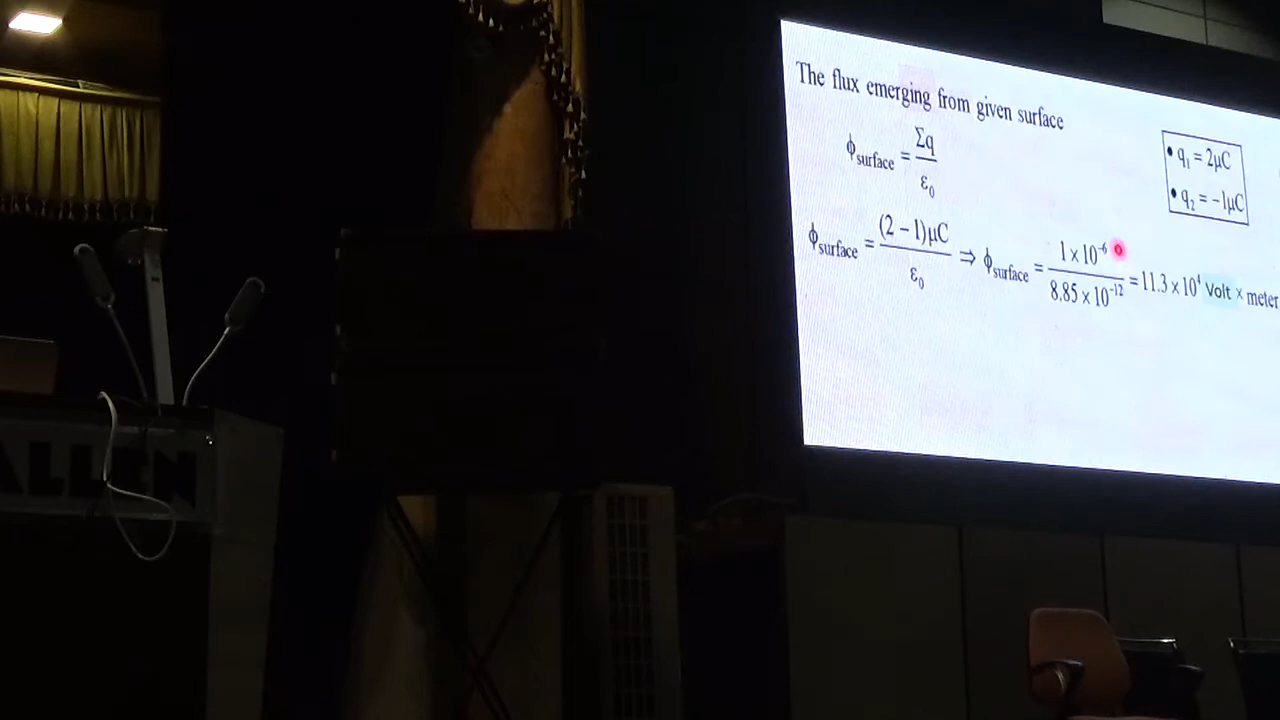 The flux emerging from given surface
ϕsurface = Σq / ε0
• q1 = 2μC
• q2 = −1μC
ϕsurface = (2 − 1)μC / ε0 ⇒ ϕsurface = 1 × 10⁻⁶ / 8.85 × 10⁻¹² = 11.3 × 10⁴ Volt × meter
ALLEN